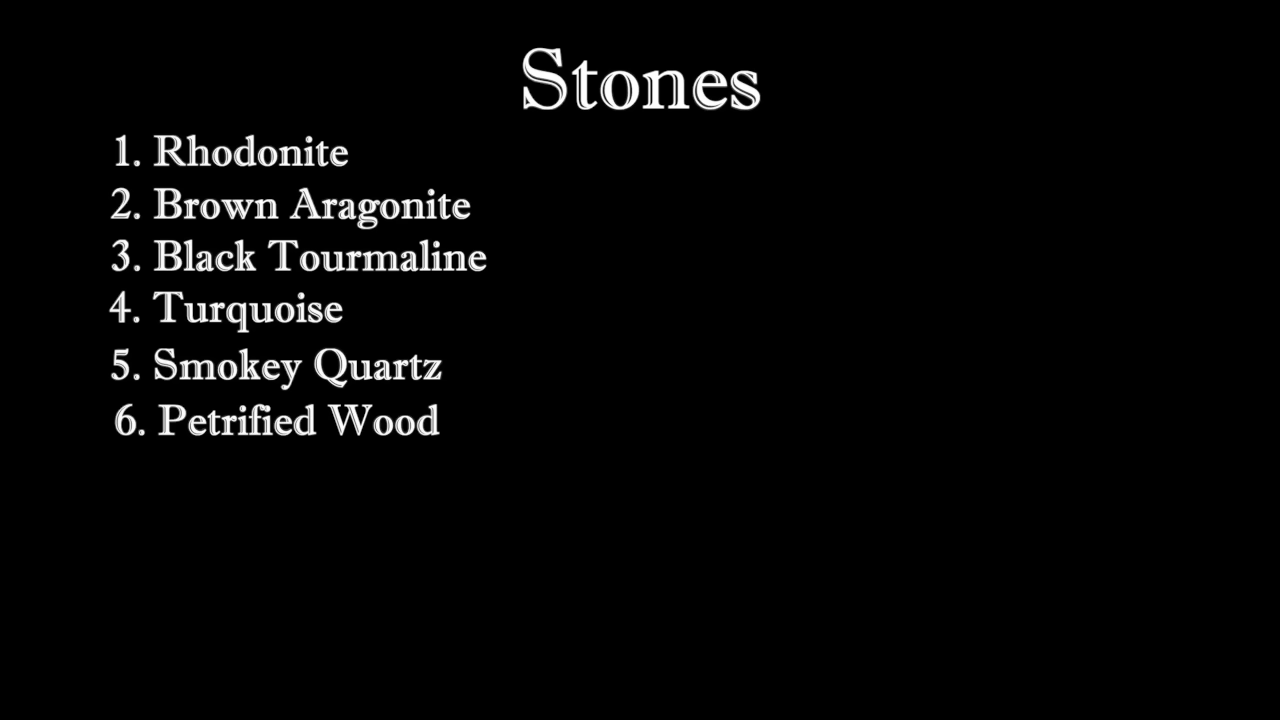 Stones
1. Rhodonite
2. Brown Aragonite
3. Black Tourmaline
4. Turquoise
5. Smokey Quartz
6. Petrified Wood